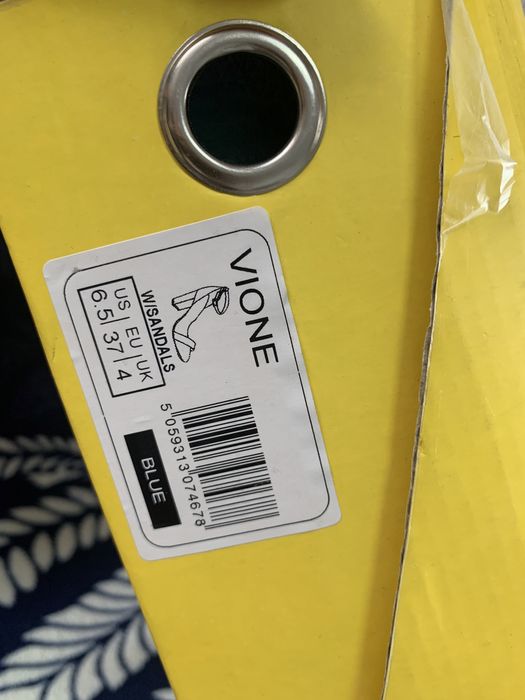 VIONE
W/SANDALS
US EU UK
6.5 37 4
5 059313 074678
BLUE